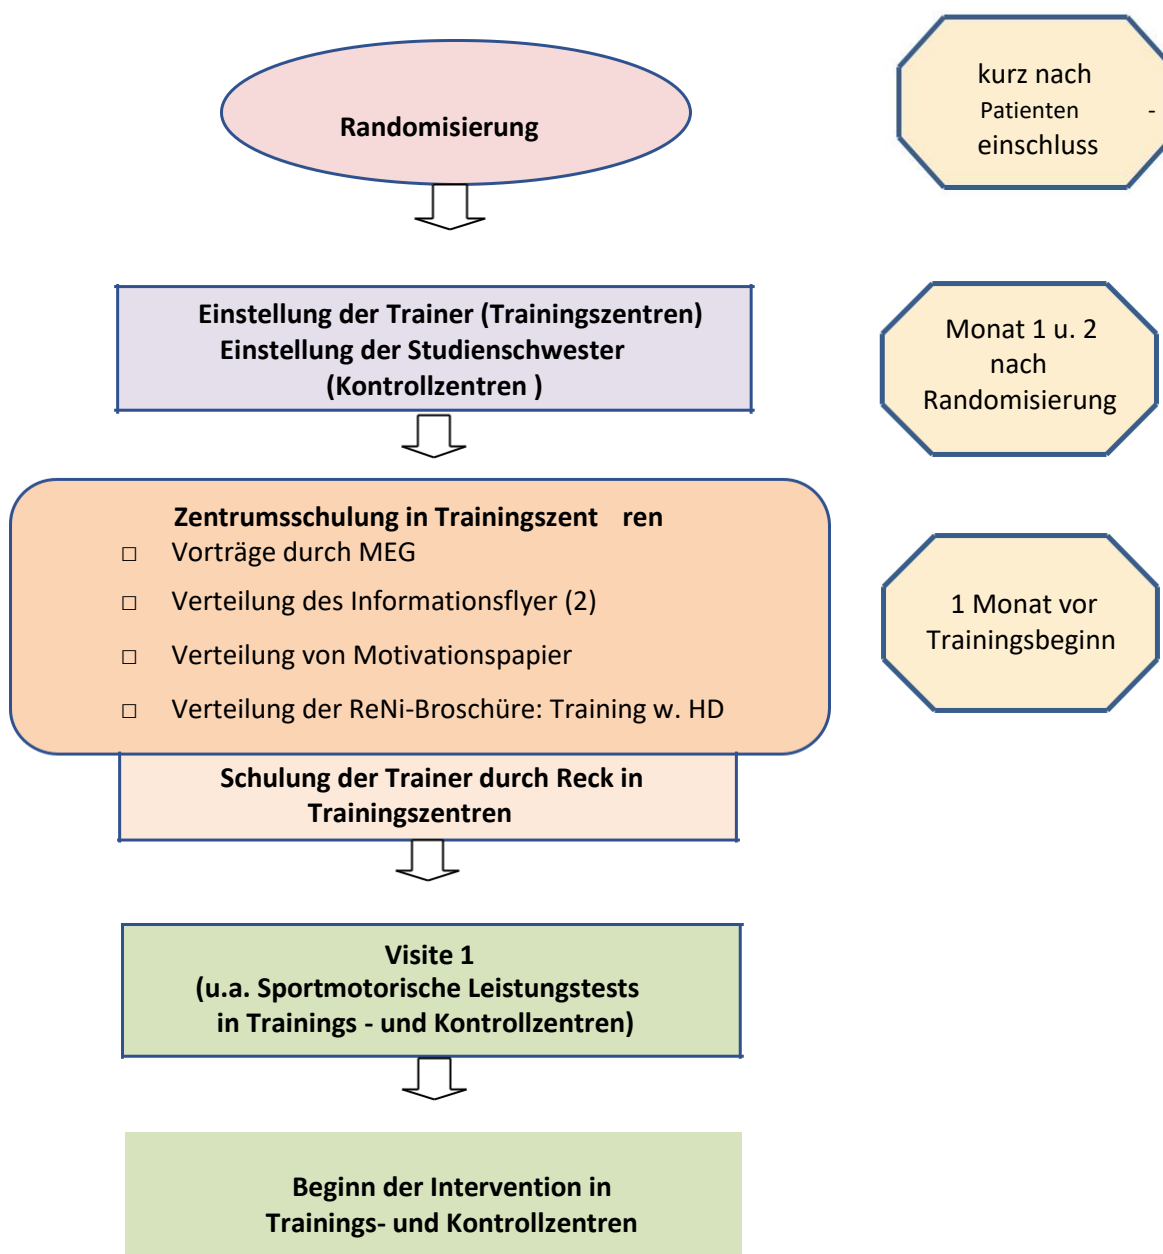 Randomisierung
kurz nach
Patienten -
einschluss
Einstellung der Trainer (Trainingszentren)
Einstellung der Studienschwester
(Kontrollzentren )
Monat 1 u. 2
nach
Randomisierung
Zentrumsschulung in Trainingszent ren
□ Vorträge durch MEG
□ Verteilung des Informationsflyer (2)
□ Verteilung von Motivationspapier
□ Verteilung der ReNi-Broschüre: Training w. HD
1 Monat vor
Trainingsbeginn
Schulung der Trainer durch Reck in
Trainingszentren
Visite 1
(u.a. Sportmotorische Leistungstests
in Trainings - und Kontrollzentren)
Beginn der Intervention in
Trainings- und Kontrollzentren